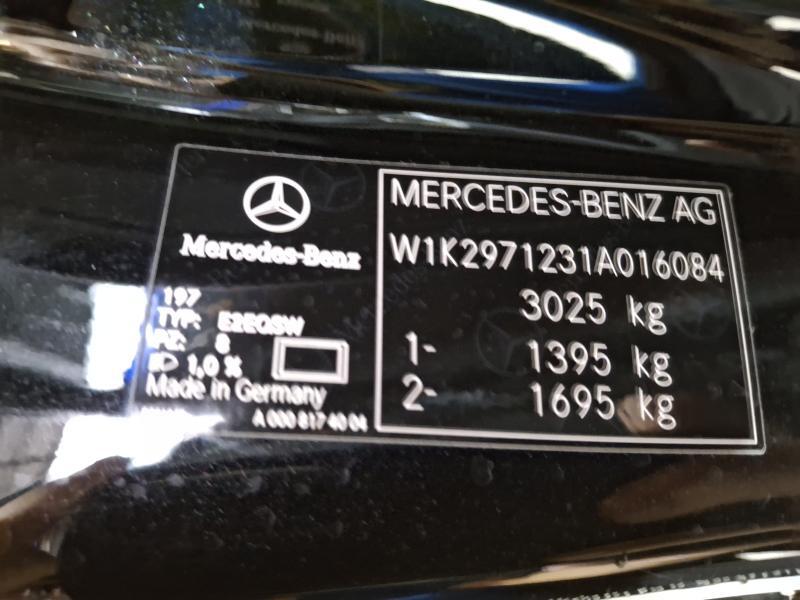 Mercedes-Benz
197
TYP: E2EQSW
PZ: 8
1,0 %
Made in Germany
A 000 817 40 04
MERCEDES-BENZ AG
W1K2971231A016084
3025 kg
1- 1395 kg
2- 1695 kg